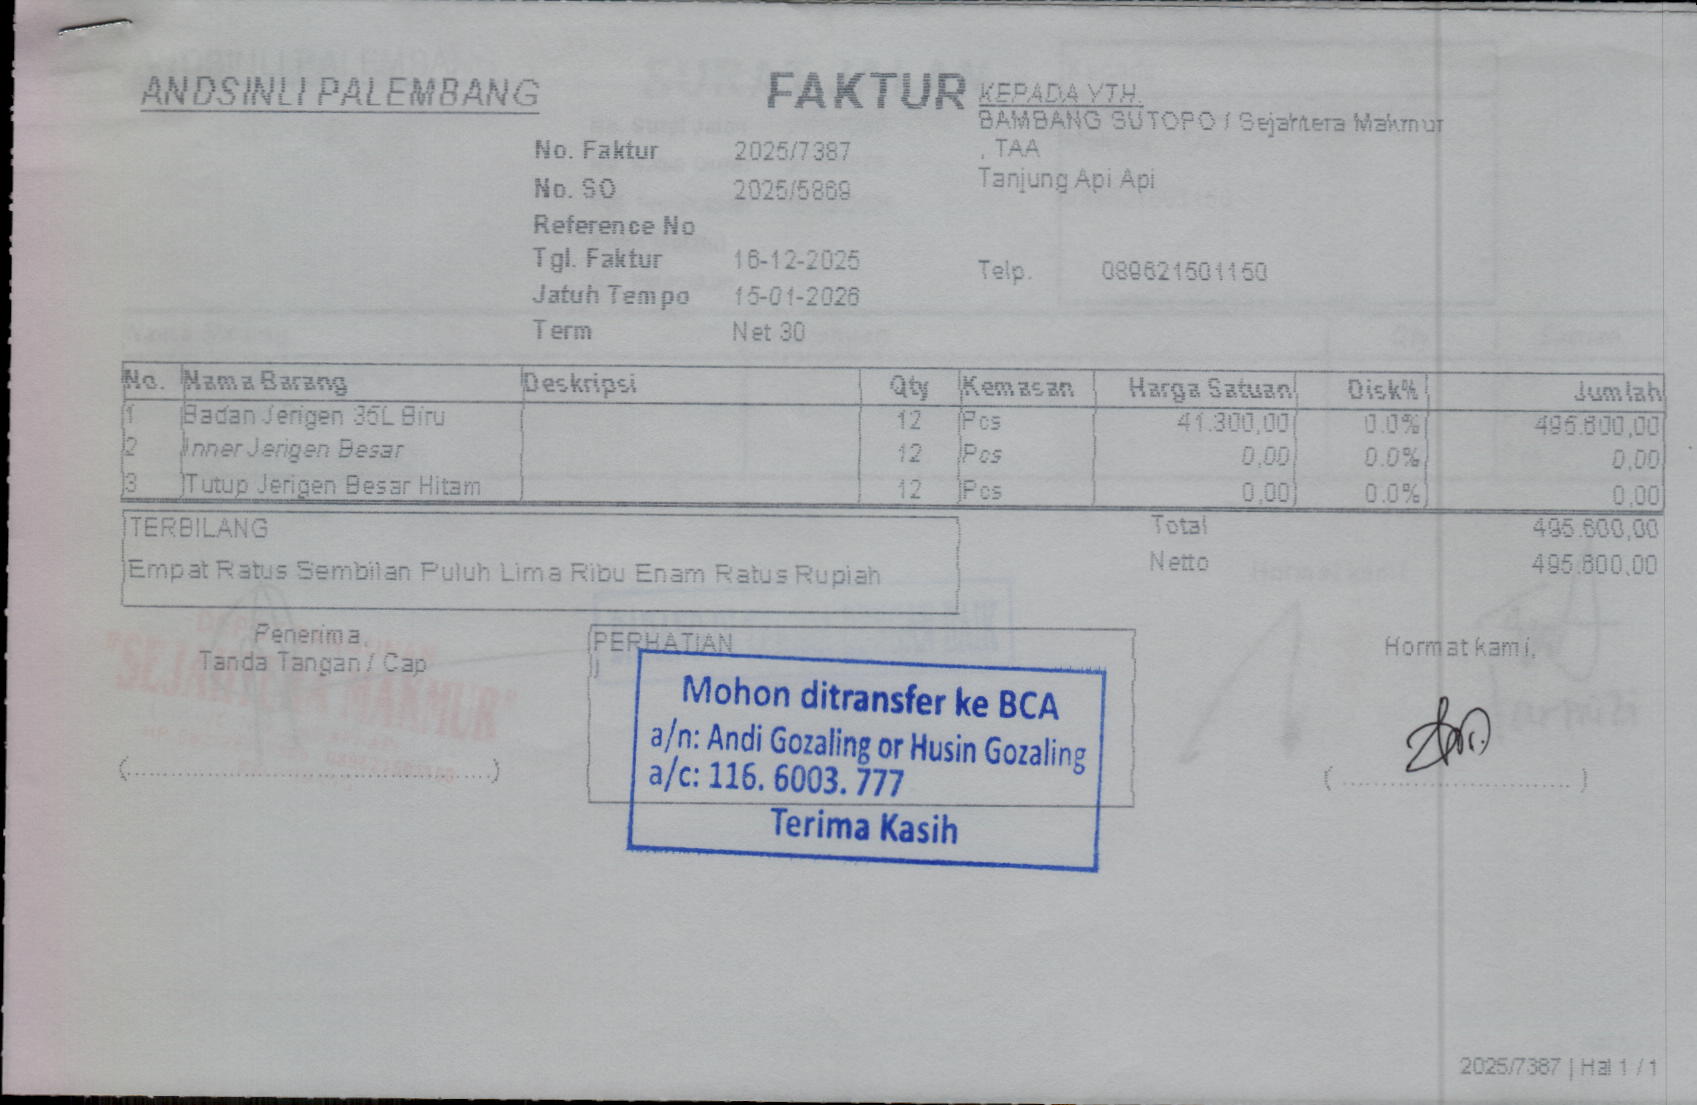 ANDSINLI PALEMBANG
FAKTUR
KEPADA YTH.
BAMBANG SUTOPO / Sejahtera Makmur
, TAA
Tanjung Api Api
Telp. 089621501150
No. Faktur 2025/7387
No. SO 2025/5869
Reference No
Tgl. Faktur 16-12-2025
Jatuh Tempo 15-01-2026
Term Net 30
No. Nama Barang Deskripsi Qty Kemasan Harga Satuan Disk% Jumlah
1 Badan Jerigen 35L Biru 12 Pcs 41.300,00 0.0% 495.600,00
2 Inner Jerigen Besar 12 Pcs 0,00 0.0% 0,00
3 Tutup Jerigen Besar Hitam 12 Pcs 0,00 0.0% 0,00
TERBILANG
Empat Ratus Sembilan Puluh Lima Ribu Enam Ratus Rupiah
Total 495.600,00
Netto 495.600,00
Penerima,
Tanda Tangan / Cap
"SEJAHTERA MAKMUR"
(..........................................................)
PERHATIAN
Mohon ditransfer ke BCA
a/n: Andi Gozaling or Husin Gozaling
a/c: 116. 6003. 777
Terima Kasih
Hormat kami,
( .................................... )
2025/7387 | Hal 1 / 1